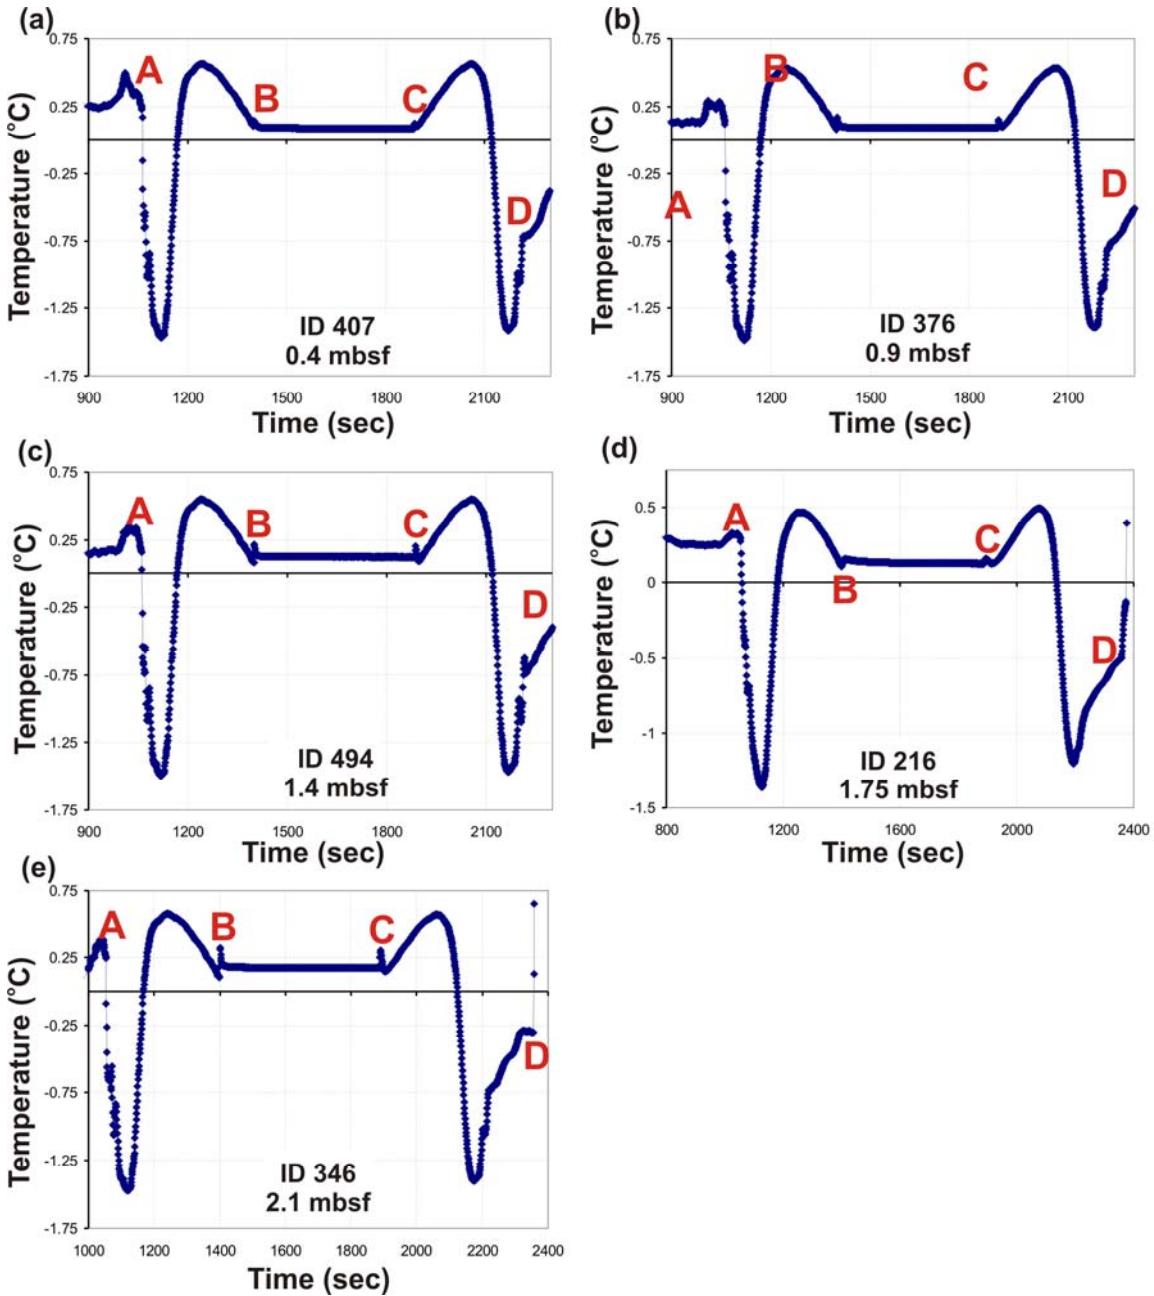 (a)
Temperature (°C)
0.75
0.25
-0.25
-0.75
-1.25
-1.75
A
B
C
D
ID 407
0.4 mbsf
900 1200 1500 1800 2100
Time (sec)
(b)
Temperature (°C)
0.75
0.25
-0.25
-0.75
-1.25
-1.75
A
B
C
D
ID 376
0.9 mbsf
900 1200 1500 1800 2100
Time (sec)
(c)
Temperature (°C)
0.75
0.25
-0.25
-0.75
-1.25
-1.75
A
B
C
D
ID 494
1.4 mbsf
900 1200 1500 1800 2100
Time (sec)
(d)
Temperature (°C)
0.5
0
-0.5
-1
-1.5
A
B
C
D
ID 216
1.75 mbsf
800 1200 1600 2000 2400
Time (sec)
(e)
Temperature (°C)
0.75
0.25
-0.25
-0.75
-1.25
-1.75
A
B
C
D
ID 346
2.1 mbsf
1000 1200 1400 1600 1800 2000 2200 2400
Time (sec)